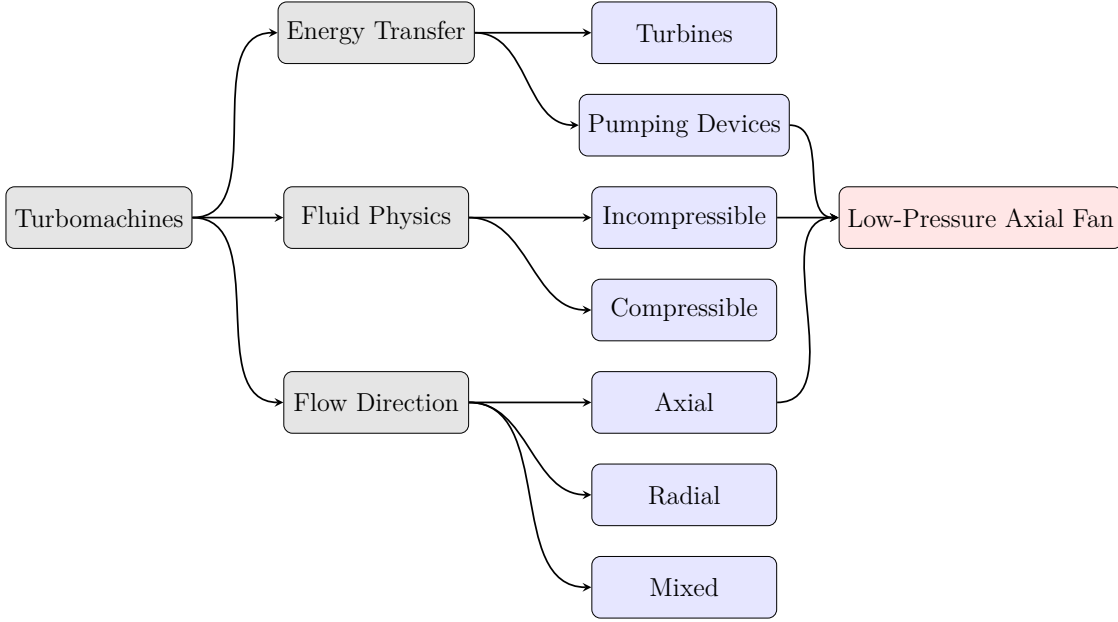 Energy Transfer
Turbines
Pumping Devices
Turbomachines
Fluid Physics
Incompressible
Low-Pressure Axial Fan
Compressible
Flow Direction
Axial
Radial
Mixed